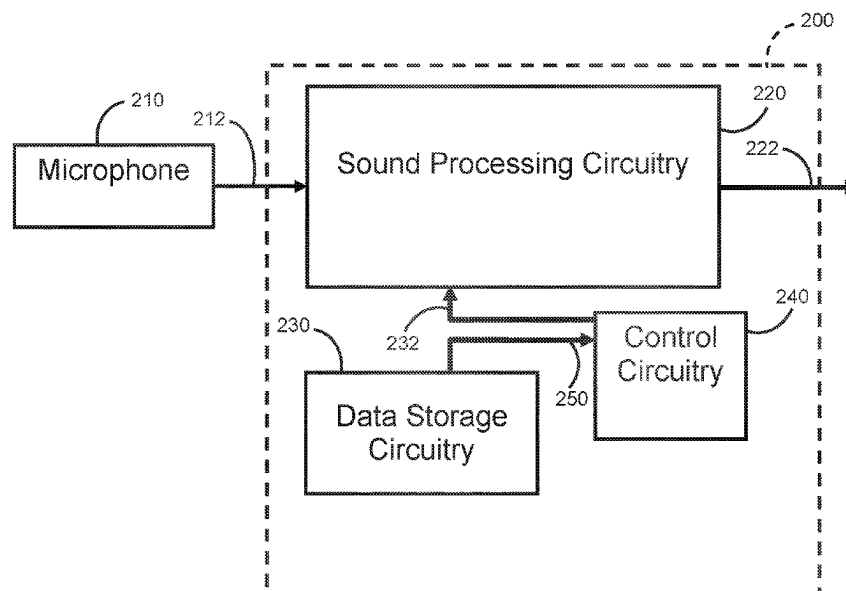 200
210
212
Microphone
Sound Processing Circuitry
220
222
230
232
240
Control
Circuitry
250
Data Storage
Circuitry